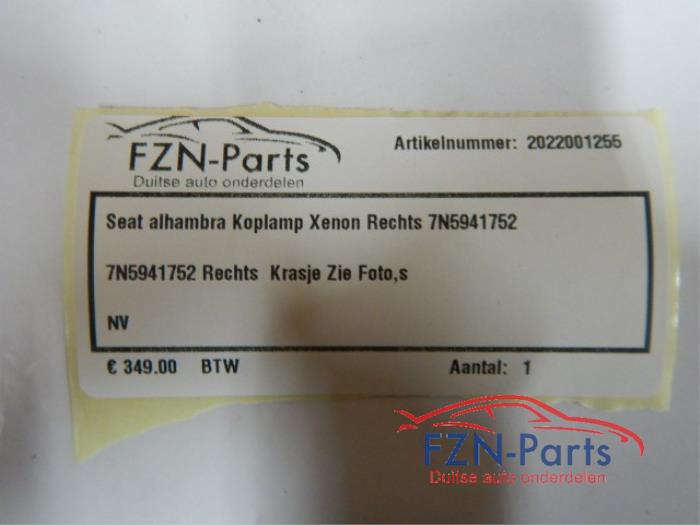 FZN-Parts
Duitse auto onderdelen
Artikelnummer: 2022001255
Seat alhambra Koplamp Xenon Rechts 7N5941752
7N5941752 Rechts Krasje Zie Foto,s
NV
€ 349.00 BTW
Aantal: 1
FZN-Parts
Duitse auto onderdelen